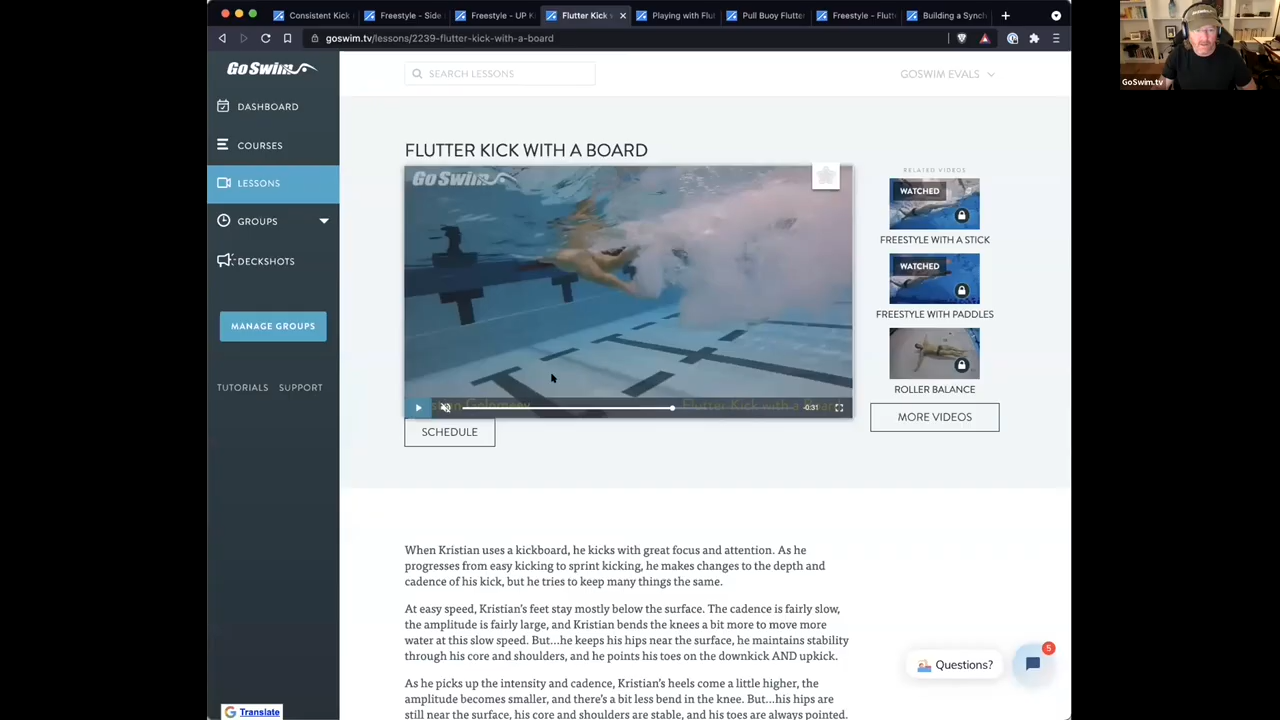 Consistent Kick
Freestyle - Side
Freestyle - UP K
Flutter Kick
Playing with Flut
Pull Buoy Flutter
Freestyle - Flutt
Building a Synch
goswim.tv/lessons/2239-flutter-kick-with-a-board
Go Swim
SEARCH LESSONS
GOSWIM EVALS
GoSwim.tv
DASHBOARD
COURSES
LESSONS
GROUPS
DECKSHOTS
MANAGE GROUPS
TUTORIALS SUPPORT
FLUTTER KICK WITH A BOARD
Go Swim
Flutter Kick with a Board
-0:31
SCHEDULE
RELATED VIDEOS
WATCHED
FREESTYLE WITH A STICK
WATCHED
FREESTYLE WITH PADDLES
ROLLER BALANCE
MORE VIDEOS
When Kristian uses a kickboard, he kicks with great focus and attention. As he
progresses from easy kicking to sprint kicking, he makes changes to the depth and
cadence of his kick, but he tries to keep many things the same.
At easy speed, Kristian's feet stay mostly below the surface. The cadence is fairly slow,
the amplitude is fairly large, and Kristian bends the knees a bit more to move more
water at this slow speed. But...he keeps his hips near the surface, he maintains stability
through his core and shoulders, and he points his toes on the downkick AND upkick.
As he picks up the intensity and cadence, Kristian's heels come a little higher, the
amplitude becomes smaller, and there's a bit less bend in the knee. But...his hips are
still near the surface, his core and shoulders are stable, and his toes are always pointed.
Questions?
5
Translate